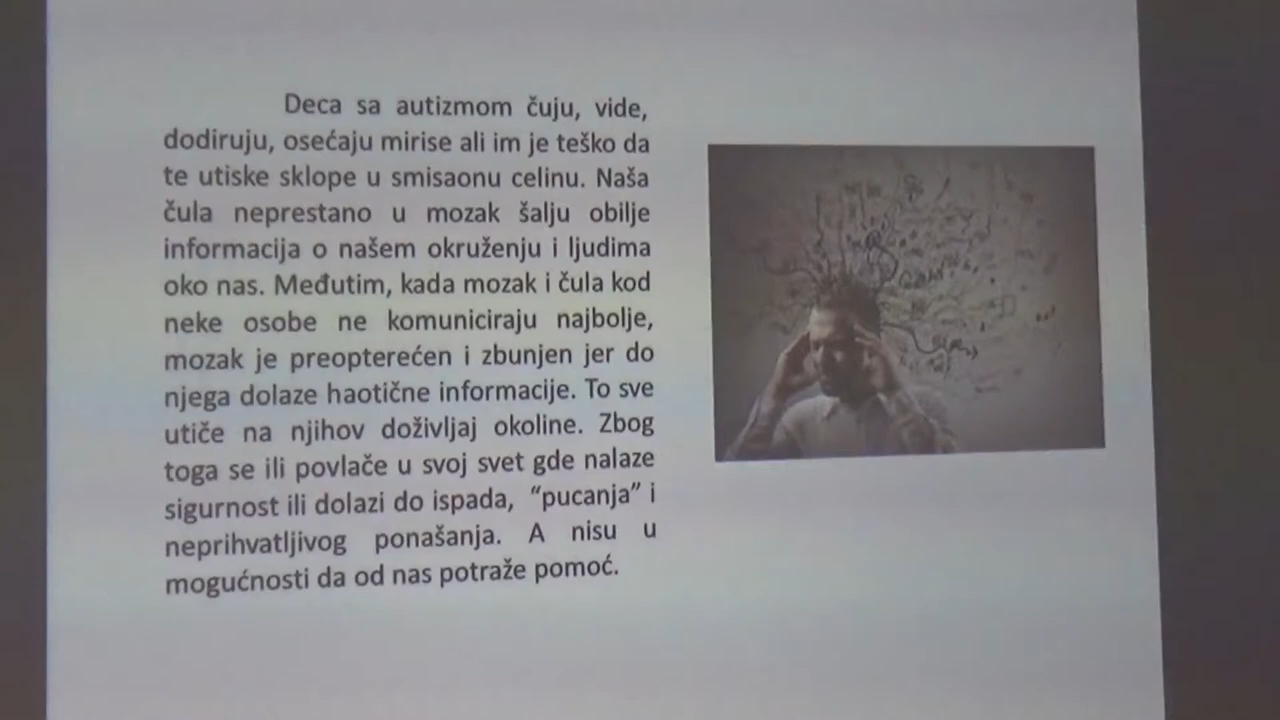 Deca sa autizmom čuju, vide,
dodiruju, osećaju mirise ali im je teško da
te utiske sklope u smisaonu celinu. Naša
čula neprestano u mozak šalju obilje
informacija o našem okruženju i ljudima
oko nas. Međutim, kada mozak i čula kod
neke osobe ne komuniciraju najbolje,
mozak je preopterećen i zbunjen jer do
njega dolaze haotične informacije. To sve
utiče na njihov doživljaj okoline. Zbog
toga se ili povlače u svoj svet gde nalaze
sigurnost ili dolazi do ispada, “pucanja” i
neprihvatljivog ponašanja. A nisu u
mogućnosti da od nas potraže pomoć.